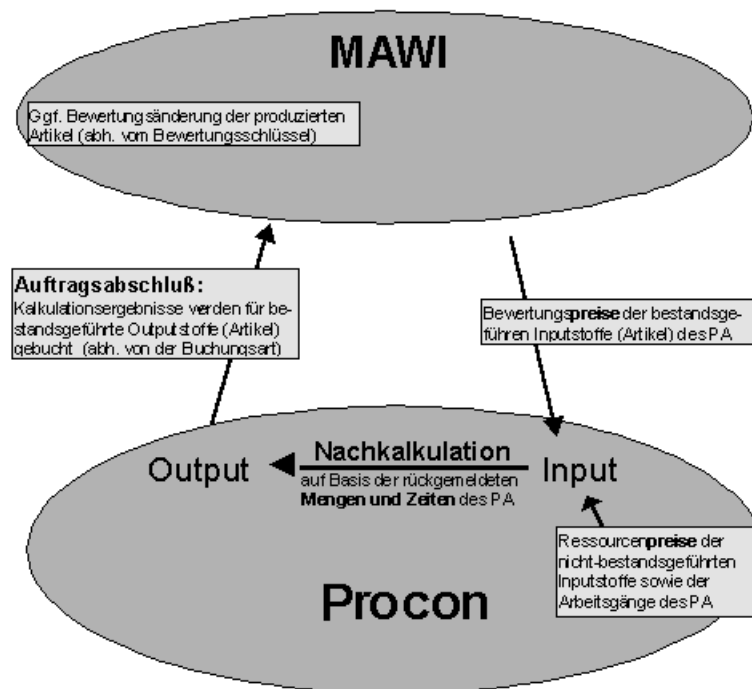 MAWI
Ggf. Bewertungsänderung der produzierten
Artikel (abh. vom Bewertungsschlüssel)
Auftragsabschluß:
Kalkulationsergebnisse werden für be-
standsgeführte Outputstoffe (Artikel)
gebucht (abh. von der Buchungsart)
Bewertungspreise der bestandsge-
führen Inputstoffe (Artikel) des PA
Output
Nachkalkulation
auf Basis der rückgemeldeten
Mengen und Zeiten des PA
Input
Ressourcenpreise der
nicht-bestandsgeführten
Inputstoffe sowie der
Arbeitsgänge des PA
Procon